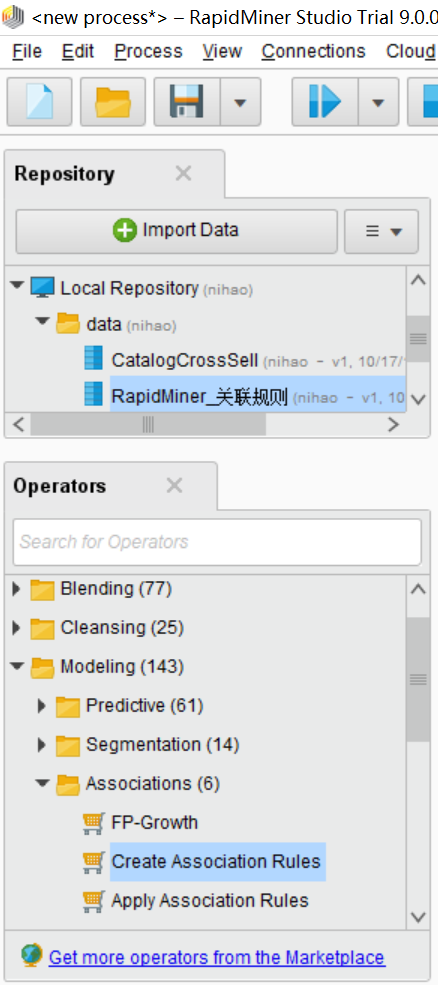 <new process*> – RapidMiner Studio Trial 9.0.0
File Edit Process View Connections Cloud
Repository
Import Data
Local Repository (nihao)
data (nihao)
CatalogCrossSell (nihao - v1, 10/17/
RapidMiner_关联规则 (nihao - v1, 10
Operators
Search for Operators
Blending (77)
Cleansing (25)
Modeling (143)
Predictive (61)
Segmentation (14)
Associations (6)
FP-Growth
Create Association Rules
Apply Association Rules
Get more operators from the Marketplace